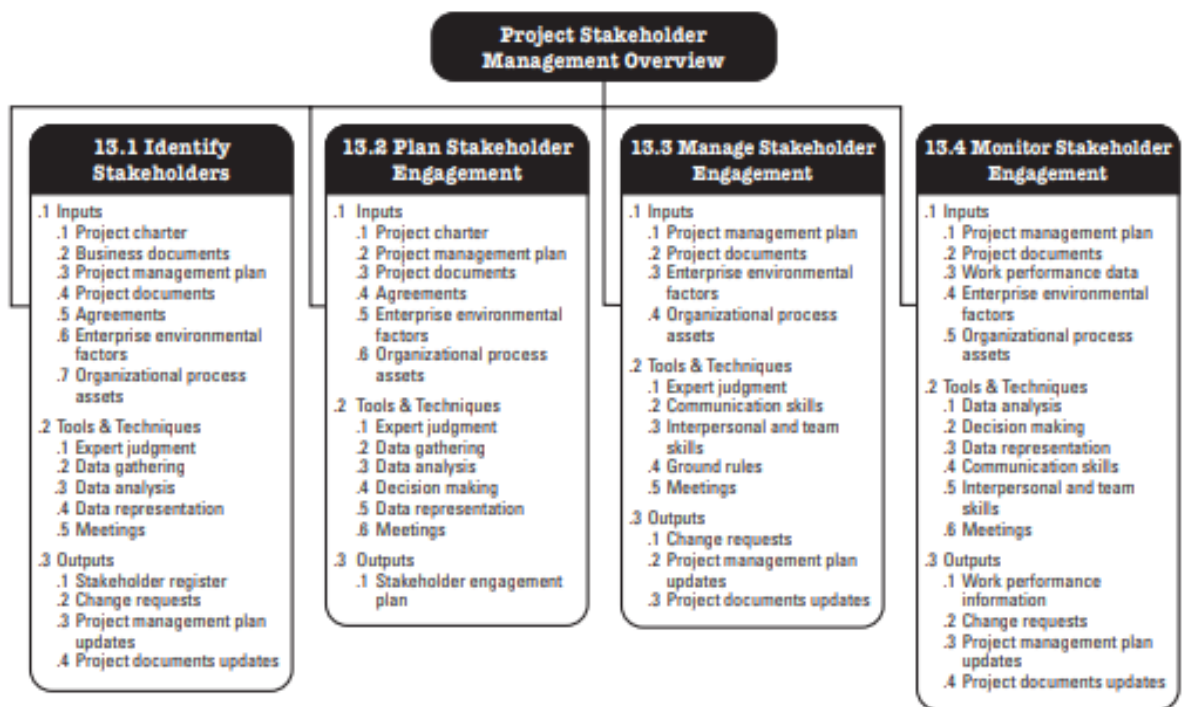 Project Stakeholder
Management Overview
13.1 Identify
Stakeholders
.1 Inputs
.1 Project charter
.2 Business documents
.3 Project management plan
.4 Project documents
.5 Agreements
.6 Enterprise environmental
factors
.7 Organizational process
assets
.2 Tools & Techniques
.1 Expert judgment
.2 Data gathering
.3 Data analysis
.4 Data representation
.5 Meetings
.3 Outputs
.1 Stakeholder register
.2 Change requests
.3 Project management plan
updates
.4 Project documents updates
13.2 Plan Stakeholder
Engagement
.1 Inputs
.1 Project charter
.2 Project management plan
.3 Project documents
.4 Agreements
.5 Enterprise environmental
factors
.6 Organizational process
assets
.2 Tools & Techniques
.1 Expert judgment
.2 Data gathering
.3 Data analysis
.4 Decision making
.5 Data representation
.6 Meetings
.3 Outputs
.1 Stakeholder engagement
plan
13.3 Manage Stakeholder
Engagement
.1 Inputs
.1 Project management plan
.2 Project documents
.3 Enterprise environmental
factors
.4 Organizational process
assets
.2 Tools & Techniques
.1 Expert judgment
.2 Communication skills
.3 Interpersonal and team
skills
.4 Ground rules
.5 Meetings
.3 Outputs
.1 Change requests
.2 Project management plan
updates
.3 Project documents updates
13.4 Monitor Stakeholder
Engagement
.1 Inputs
.1 Project management plan
.2 Project documents
.3 Work performance data
.4 Enterprise environmental
factors
.5 Organizational process
assets
.2 Tools & Techniques
.1 Data analysis
.2 Decision making
.3 Data representation
.4 Communication skills
.5 Interpersonal and team
skills
.6 Meetings
.3 Outputs
.1 Work performance
information
.2 Change requests
.3 Project management plan
updates
.4 Project documents updates